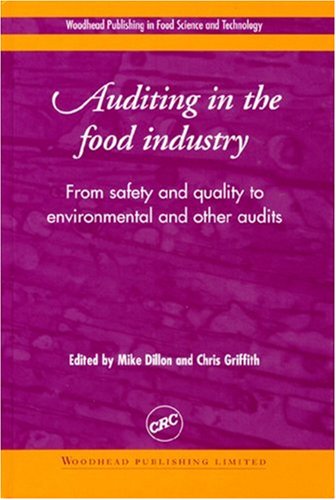 Woodhead Publishing in Food Science and Technology
Auditing in the
food industry
From safety and quality to
environmental and other audits
Edited by Mike Dillon and Chris Griffith
CRC
WOODHEAD PUBLISHING LIMITED